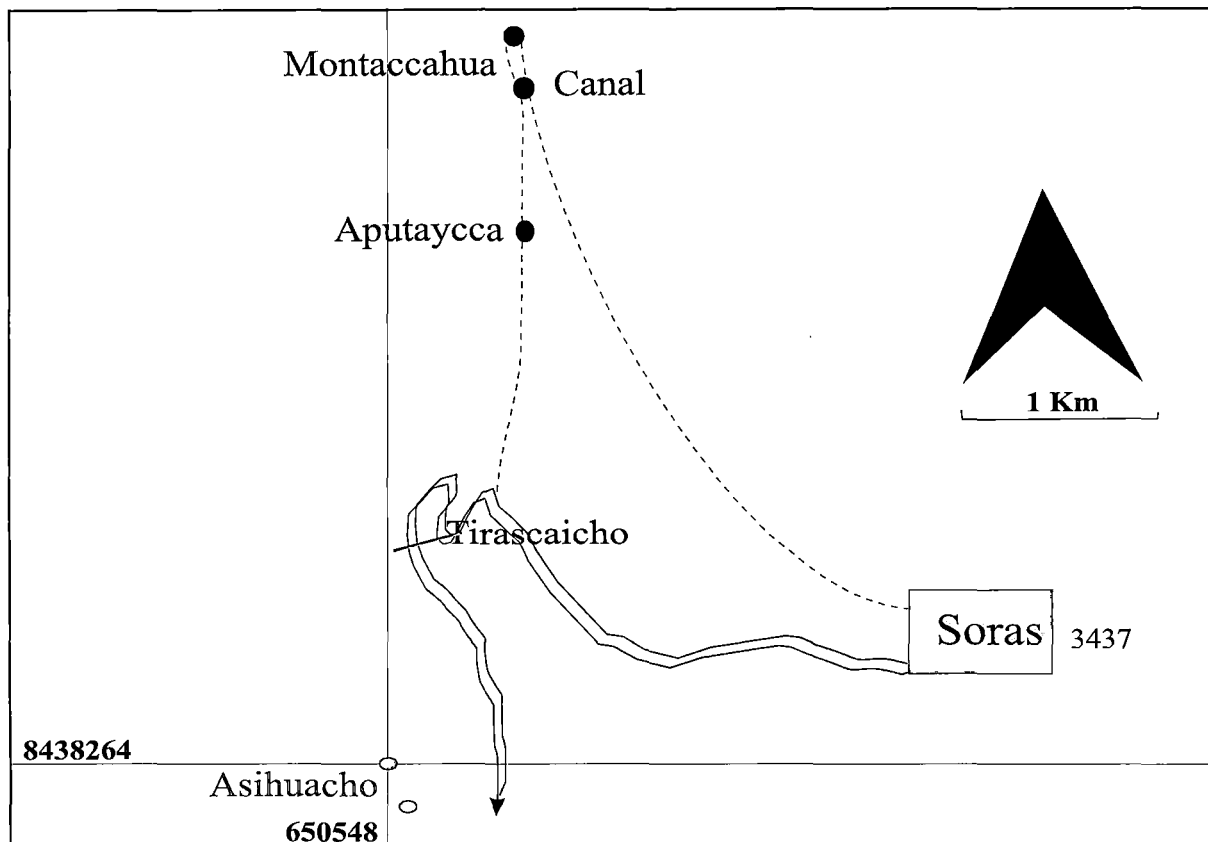 Montaccahua
Canal
Aputaycca
1 Km
Tirascaicho
Soras
3437
8438264
Asihuacho
650548